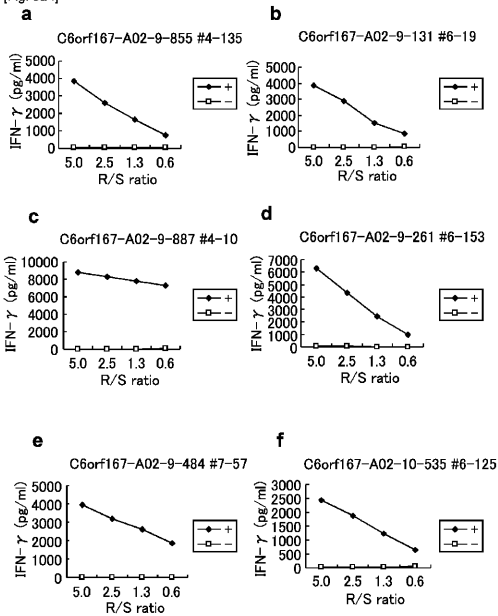 a
C6orf167-A02-9-855 #4-135
IFN-γ (pg/ml)
5000
4000
3000
2000
1000
0
5.0 2.5 1.3 0.6
R/S ratio
+
−
b
C6orf167-A02-9-131 #6-19
IFN-γ (pg/ml)
5000
4000
3000
2000
1000
0
5.0 2.5 1.3 0.6
R/S ratio
+
−
c
C6orf167-A02-9-887 #4-10
IFN-γ (pg/ml)
10000
8000
6000
4000
2000
0
5.0 2.5 1.3 0.6
R/S ratio
+
−
d
C6orf167-A02-9-261 #6-153
IFN-γ (pg/ml)
7000
6000
5000
4000
3000
2000
1000
0
5.0 2.5 1.3 0.6
R/S ratio
+
−
e
C6orf167-A02-9-484 #7-57
IFN-γ (pg/ml)
5000
4000
3000
2000
1000
0
5.0 2.5 1.3 0.6
R/S ratio
+
−
f
C6orf167-A02-10-535 #6-125
IFN-γ (pg/ml)
3000
2500
2000
1500
1000
500
0
5.0 2.5 1.3 0.6
R/S ratio
+
−